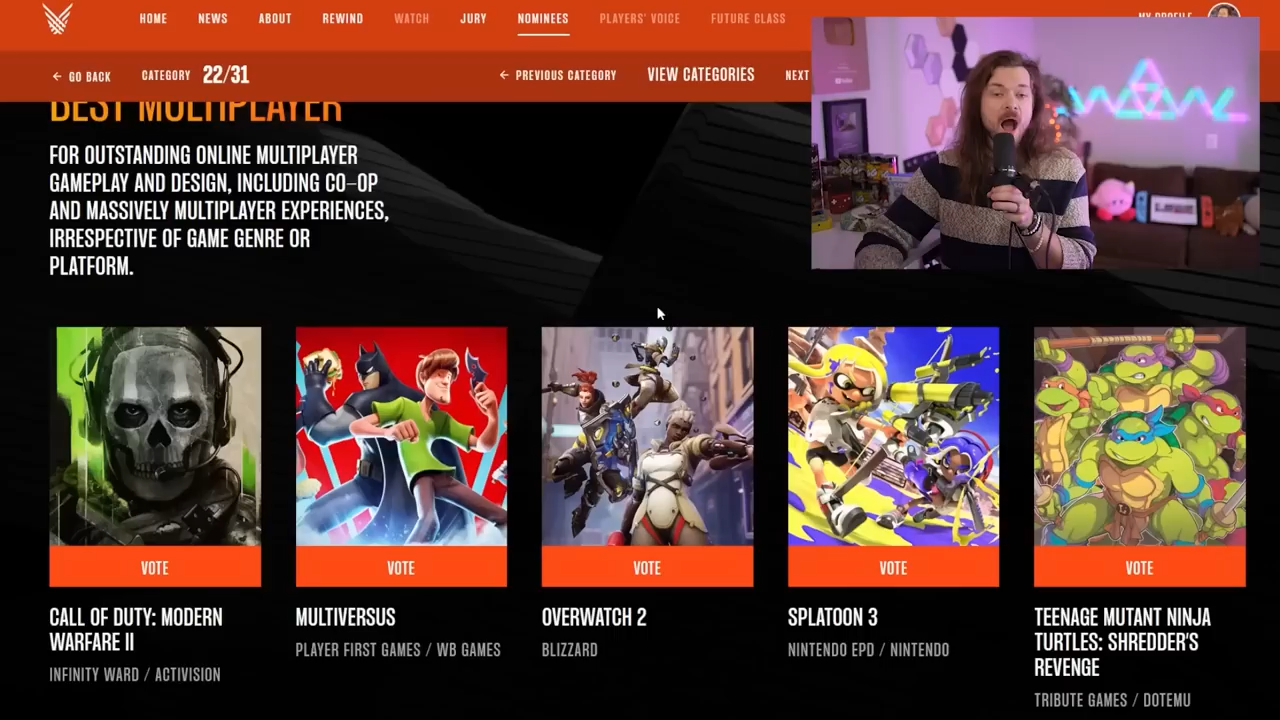 HOME NEWS ABOUT REWIND WATCH JURY NOMINEES PLAYERS' VOICE FUTURE CLASS MY PROFILE
← GO BACK CATEGORY 22/31 ← PREVIOUS CATEGORY VIEW CATEGORIES NEXT
BEST MULTIPLAYER
FOR OUTSTANDING ONLINE MULTIPLAYER
GAMEPLAY AND DESIGN, INCLUDING CO-OP
AND MASSIVELY MULTIPLAYER EXPERIENCES,
IRRESPECTIVE OF GAME GENRE OR
PLATFORM.
VOTE VOTE VOTE VOTE VOTE
CALL OF DUTY: MODERN
WARFARE II
INFINITY WARD / ACTIVISION
MULTIVERSUS
PLAYER FIRST GAMES / WB GAMES
OVERWATCH 2
BLIZZARD
SPLATOON 3
NINTENDO EPD / NINTENDO
TEENAGE MUTANT NINJA
TURTLES: SHREDDER'S
REVENGE
TRIBUTE GAMES / DOTEMU